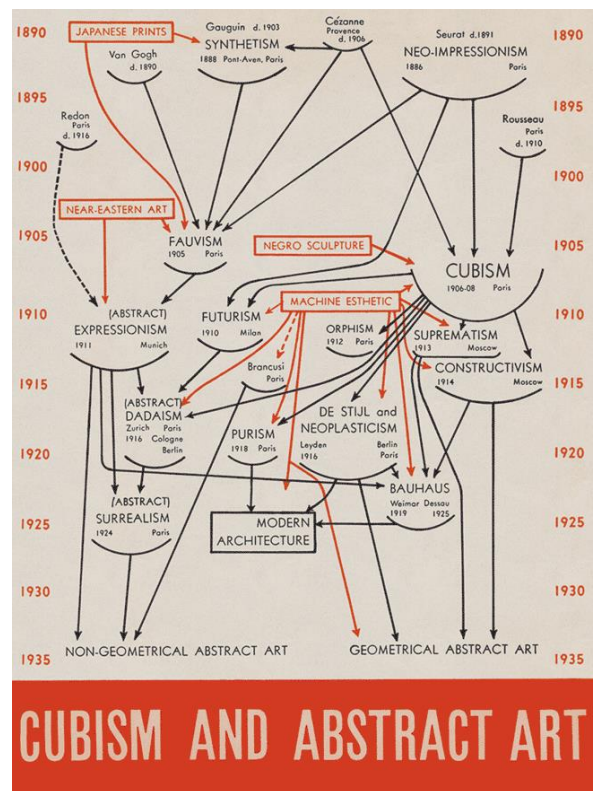 1890
JAPANESE PRINTS
Gauguin d. 1903
SYNTHETISM
1888 Pont-Aven, Paris
Cézanne
Provence
d. 1906
Seurat d.1891
NEO-IMPRESSIONISM
1886 Paris
1890
Van Gogh
d. 1890
1895
1895
Redon
Paris
d. 1916
Rousseau
Paris
d. 1910
1900
1900
NEAR-EASTERN ART
1905
FAUVISM
1905 Paris
NEGRO SCULPTURE
1905
CUBISM
1906-08 Paris
MACHINE ESTHETIC
1910
(ABSTRACT)
EXPRESSIONISM
1911 Munich
FUTURISM
1910 Milan
ORPHISM
1912 Paris
SUPREMATISM
1913 Moscow
1910
Brancusi
Paris
CONSTRUCTIVISM
1914 Moscow
1915
1915
(ABSTRACT)
DADAISM
Zurich Paris
1916 Cologne
Berlin
PURISM
1918 Paris
DE STIJL and
NEOPLASTICISM
Leyden Berlin
1916 Paris
1920
1920
BAUHAUS
Weimar Dessau
1919 1925
(ABSTRACT)
SURREALISM
1924 Paris
MODERN
ARCHITECTURE
1925
1925
1930
1930
1935
NON-GEOMETRICAL ABSTRACT ART
GEOMETRICAL ABSTRACT ART
1935
CUBISM AND ABSTRACT ART